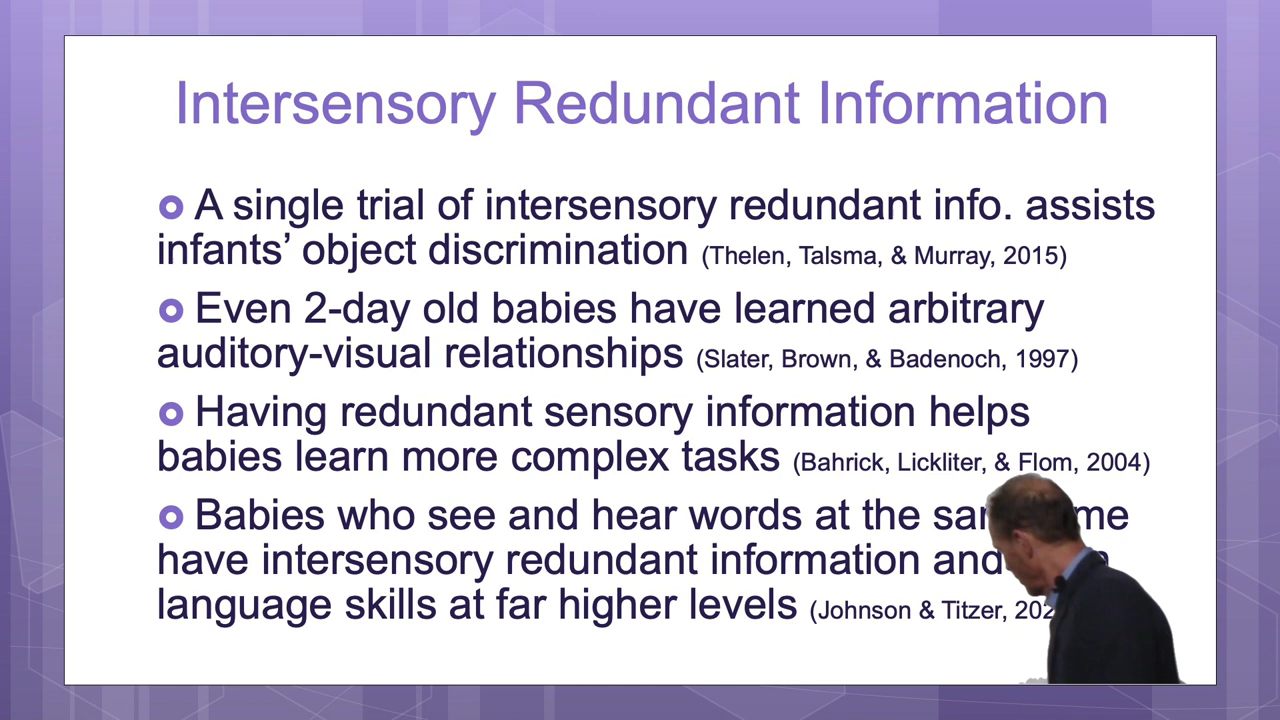 Intersensory Redundant Information
A single trial of intersensory redundant info. assists
infants’ object discrimination (Thelen, Talsma, & Murray, 2015)
Even 2-day old babies have learned arbitrary
auditory-visual relationships (Slater, Brown, & Badenoch, 1997)
Having redundant sensory information helps
babies learn more complex tasks (Bahrick, Lickliter, & Flom, 2004)
Babies who see and hear words at the
have intersensory redundant information and
language skills at far higher levels (Johnson & Titzer,